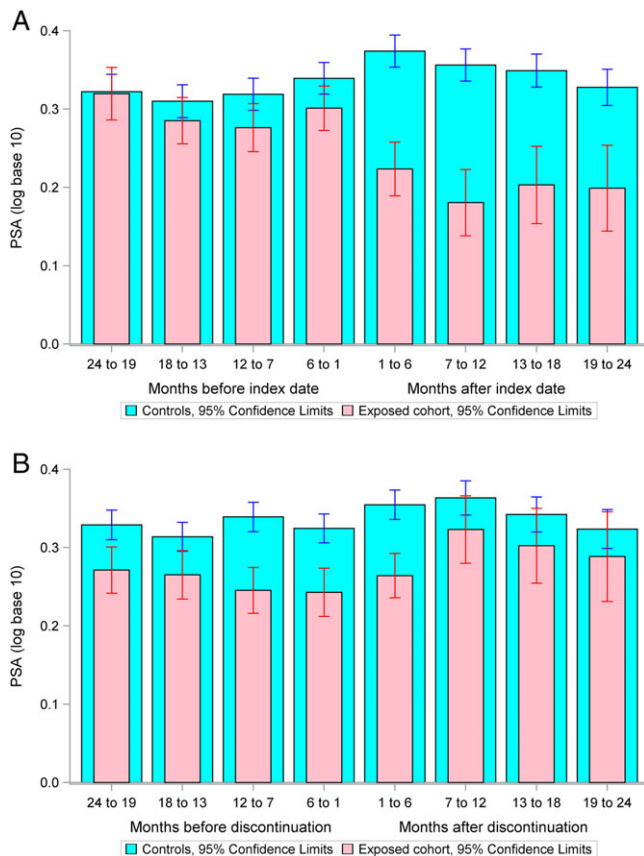 A
PSA (log base 10)
0.4
0.3
0.2
0.1
0.0
24 to 19 18 to 13 12 to 7 6 to 1 1 to 6 7 to 12 13 to 18 19 to 24
Months before index date Months after index date
Controls, 95% Confidence Limits Exposed cohort, 95% Confidence Limits
B
PSA (log base 10)
0.4
0.3
0.2
0.1
0.0
24 to 19 18 to 13 12 to 7 6 to 1 1 to 6 7 to 12 13 to 18 19 to 24
Months before discontinuation Months after discontinuation
Controls, 95% Confidence Limits Exposed cohort, 95% Confidence Limits